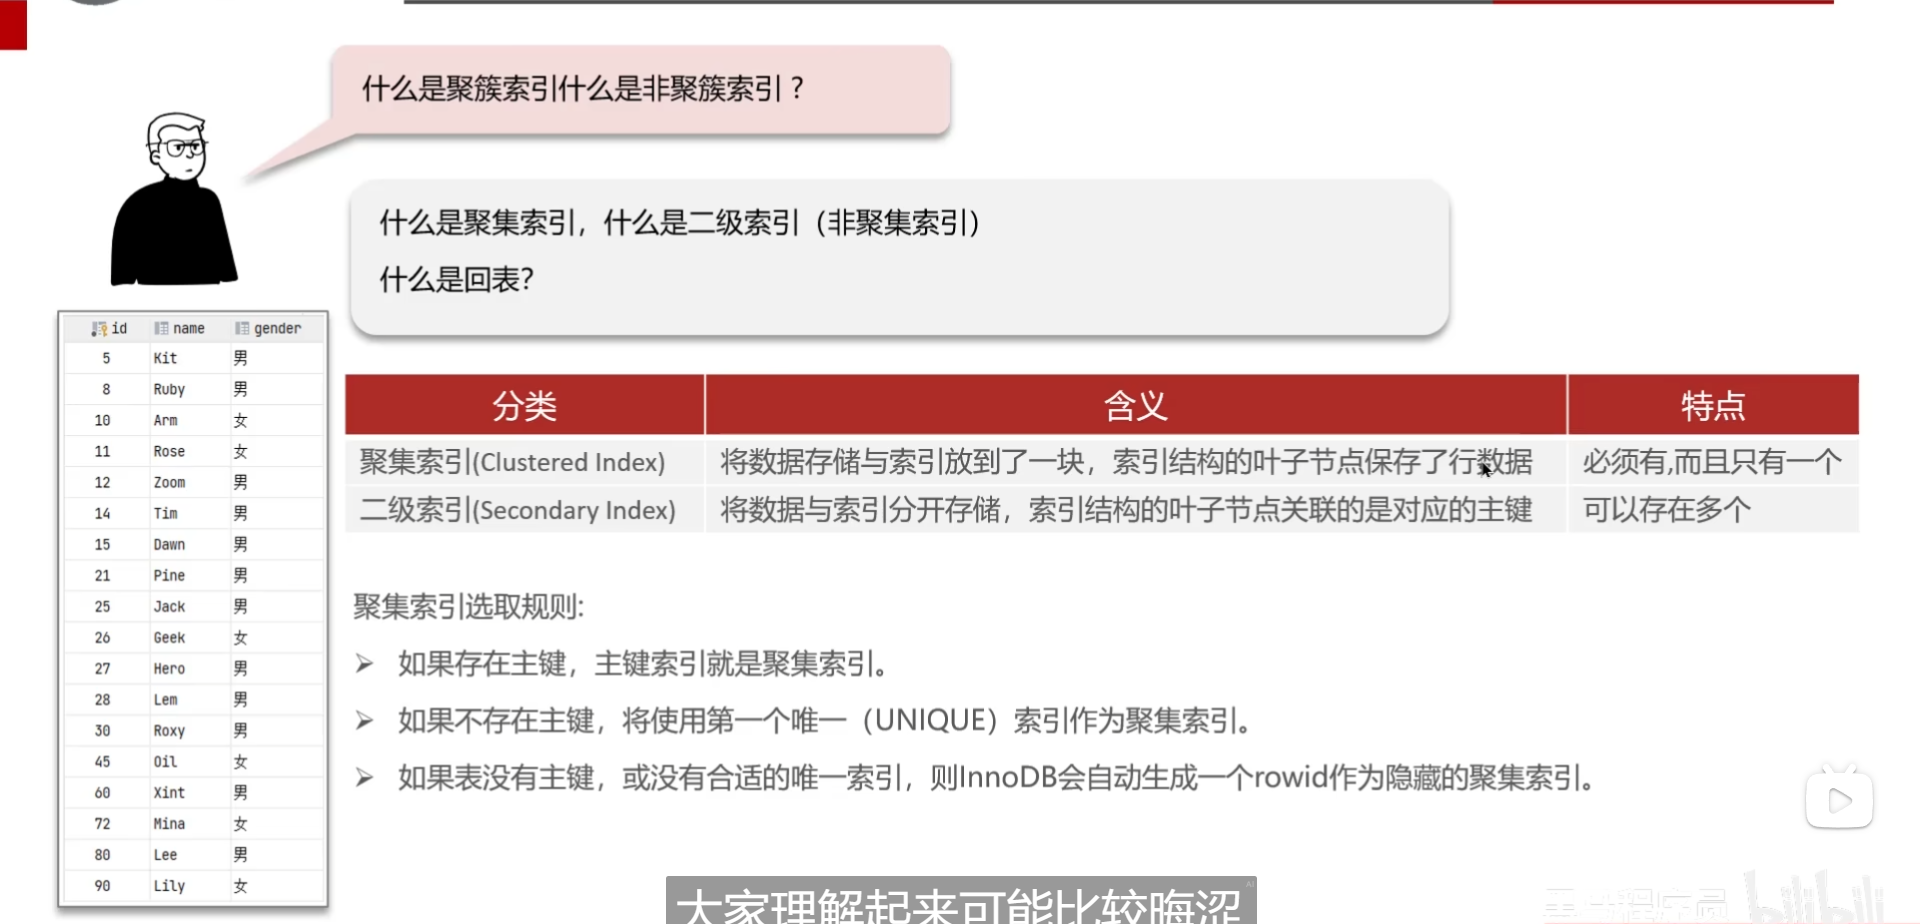 什么是聚簇索引什么是非聚簇索引？
什么是聚集索引，什么是二级索引（非聚集索引）
什么是回表？
id name gender
5 Kit 男
8 Ruby 男
10 Arm 女
11 Rose 女
12 Zoom 男
14 Tim 男
15 Dawn 男
21 Pine 男
25 Jack 男
26 Geek 女
27 Hero 男
28 Lem 男
30 Roxy 男
45 Oil 女
60 Xint 男
72 Mina 女
80 Lee 男
90 Lily 女
分类 含义 特点
聚集索引(Clustered Index) 将数据存储与索引放到了一块，索引结构的叶子节点保存了行数据 必须有,而且只有一个
二级索引(Secondary Index) 将数据与索引分开存储，索引结构的叶子节点关联的是对应的主键 可以存在多个
聚集索引选取规则:
➢ 如果存在主键，主键索引就是聚集索引。
➢ 如果不存在主键，将使用第一个唯一（UNIQUE）索引作为聚集索引。
➢ 如果表没有主键，或没有合适的唯一索引，则InnoDB会自动生成一个rowid作为隐藏的聚集索引。
大家理解起来可能比较晦涩
bilibili